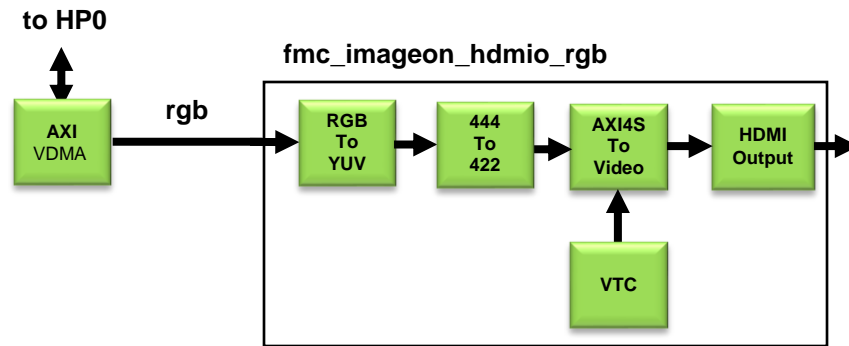 to HP0
fmc_imageon_hdmio_rgb
rgb
AXI
VDMA
RGB
To
YUV
444
To
422
AXI4S
To
Video
HDMI
Output
VTC